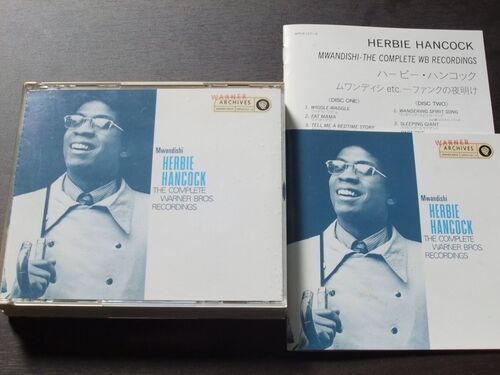 WARNER
ARCHIVES
Mwandishi
HERBIE
HANCOCK
THE COMPLETE
WARNER BROS.
RECORDINGS
HERBIE HANCOCK
MWANDISHI-THE COMPLETE WB RECORDINGS
ハービー・ハンコック
ムワンディシ etc.―ファンクの夜明け
(DISC ONE)
1. WIGGLE-WAGGLE
2. FAT MAMA
3. TELL ME A BEDTIME STORY
(DISC TWO)
1. WANDERING SPIRIT SONG
2. SLEEPING GIANT
WARNER
ARCHIVES
Mwandishi
HERBIE
HANCOCK
THE COMPLETE
WARNER BROS.
RECORDINGS